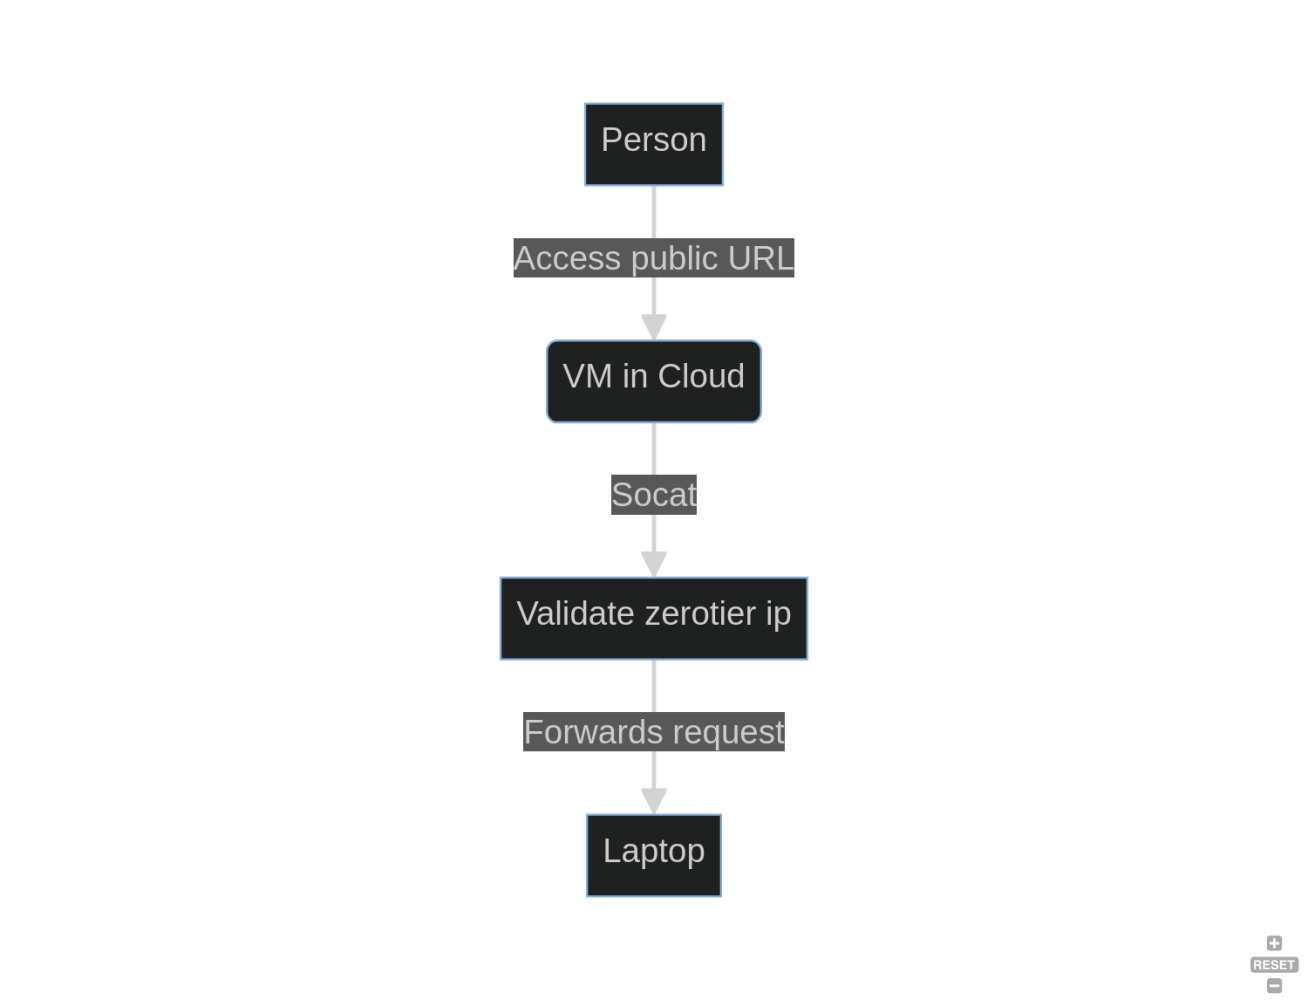 Person
Access public URL
VM in Cloud
Socat
Validate zerotier ip
Forwards request
Laptop
+
RESET
−